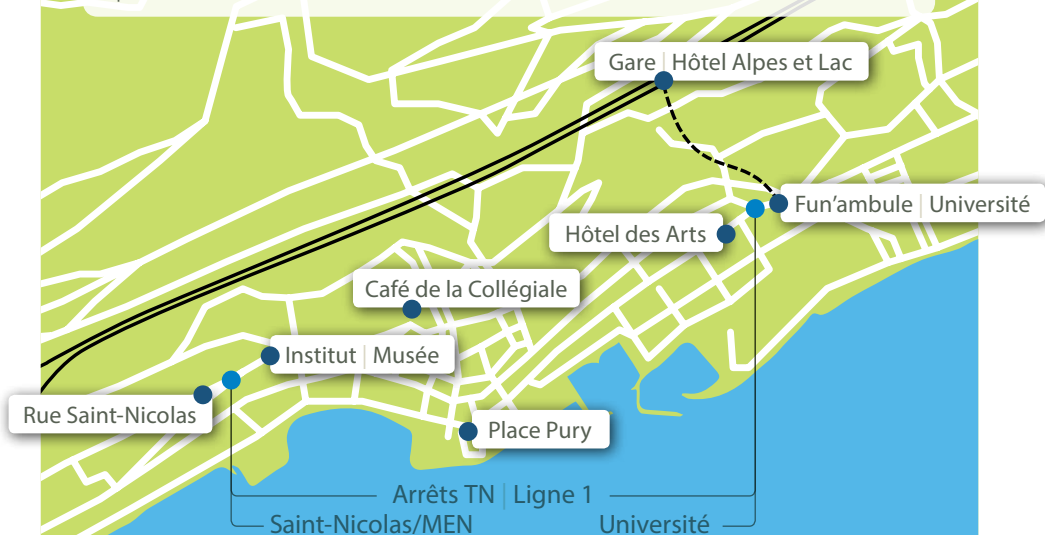 Gare | Hôtel Alpes et Lac
Fun’ambule | Université
Hôtel des Arts
Café de la Collégiale
Institut | Musée
Rue Saint-Nicolas
Place Pury
Arrêts TN | Ligne 1
Saint-Nicolas/MEN
Université